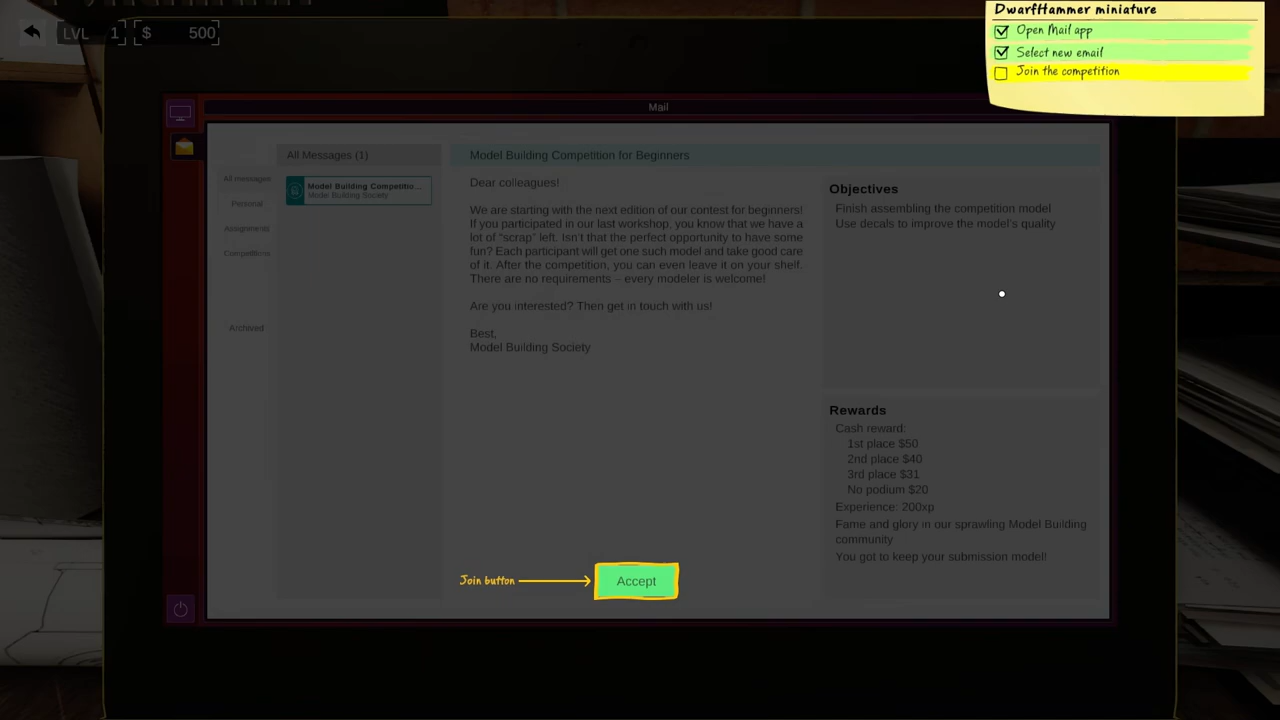 LVL 1
$ 500
Dwarfhammer miniature
Open Mail app
Select new email
Join the competition
Mail
All messages
Personal
Assignments
Competitions
Archived
All Messages (1)
Model Building Competitio...
Model Building Society
Model Building Competition for Beginners
Dear colleagues!
We are starting with the next edition of our contest for beginners!
If you participated in our last workshop, you know that we have a
lot of "scrap" left. Isn't that the perfect opportunity to have some
fun? Each participant will get one such model and take good care
of it. After the competition, you can even leave it on your shelf.
There are no requirements – every modeler is welcome!
Are you interested? Then get in touch with us!
Best,
Model Building Society
Join button
Accept
Objectives
Finish assembling the competition model
Use decals to improve the model's quality
Rewards
Cash reward:
1st place $50
2nd place $40
3rd place $31
No podium $20
Experience: 200xp
Fame and glory in our sprawling Model Building
community
You got to keep your submission model!